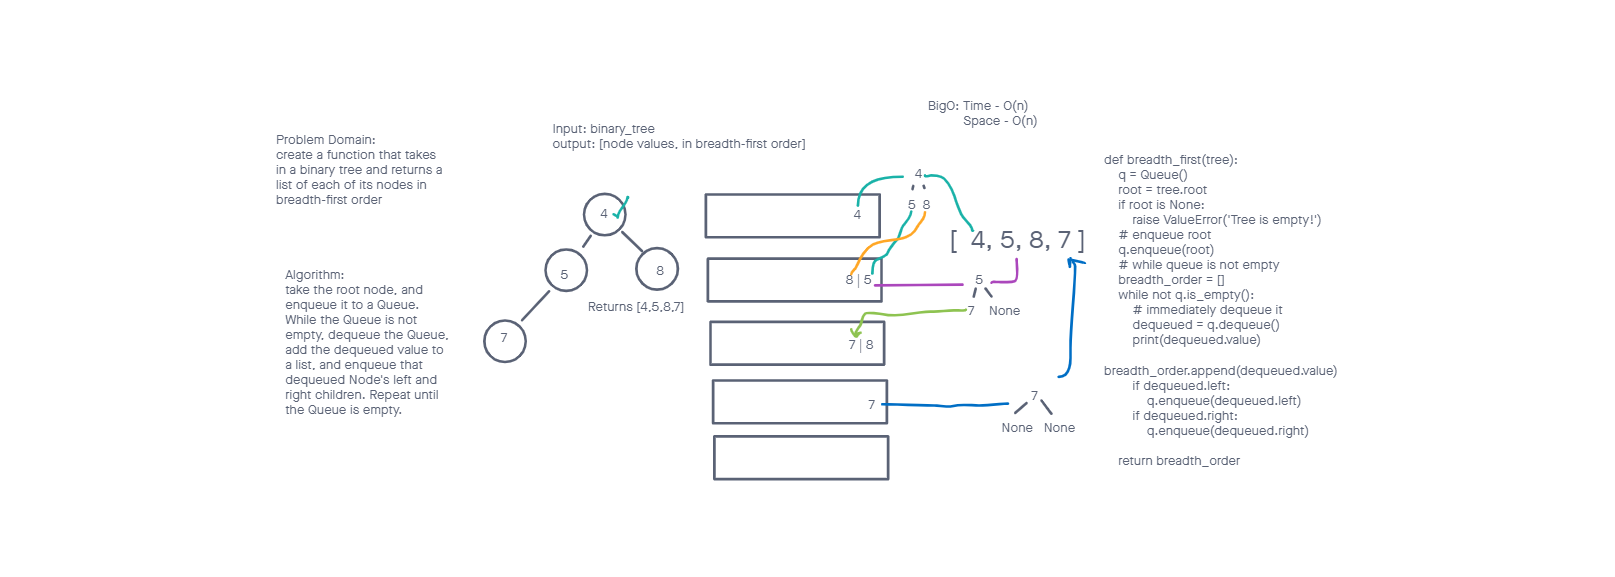 Problem Domain:
create a function that takes
in a binary tree and returns a
list of each of its nodes in
breadth-first order
Algorithm:
take the root node, and
enqueue it to a Queue.
While the Queue is not
empty, dequeue the Queue,
add the dequeued value to
a list, and enqueue that
dequeued Node's left and
right children. Repeat until
the Queue is empty.
Input: binary_tree
output: [node values, in breadth-first order]
4
5
8
7
Returns [4,5,8,7]
4
8 | 5
7 | 8
7
BigO: Time - O(n)
Space - O(n)
4
5 8
[ 4, 5, 8, 7 ]
5
7 None
7
None None
def breadth_first(tree):
q = Queue()
root = tree.root
if root is None:
raise ValueError('Tree is empty!')
# enqueue root
q.enqueue(root)
# while queue is not empty
breadth_order = []
while not q.is_empty():
# immediately dequeue it
dequeued = q.dequeue()
print(dequeued.value)
breadth_order.append(dequeued.value)
if dequeued.left:
q.enqueue(dequeued.left)
if dequeued.right:
q.enqueue(dequeued.right)
return breadth_order